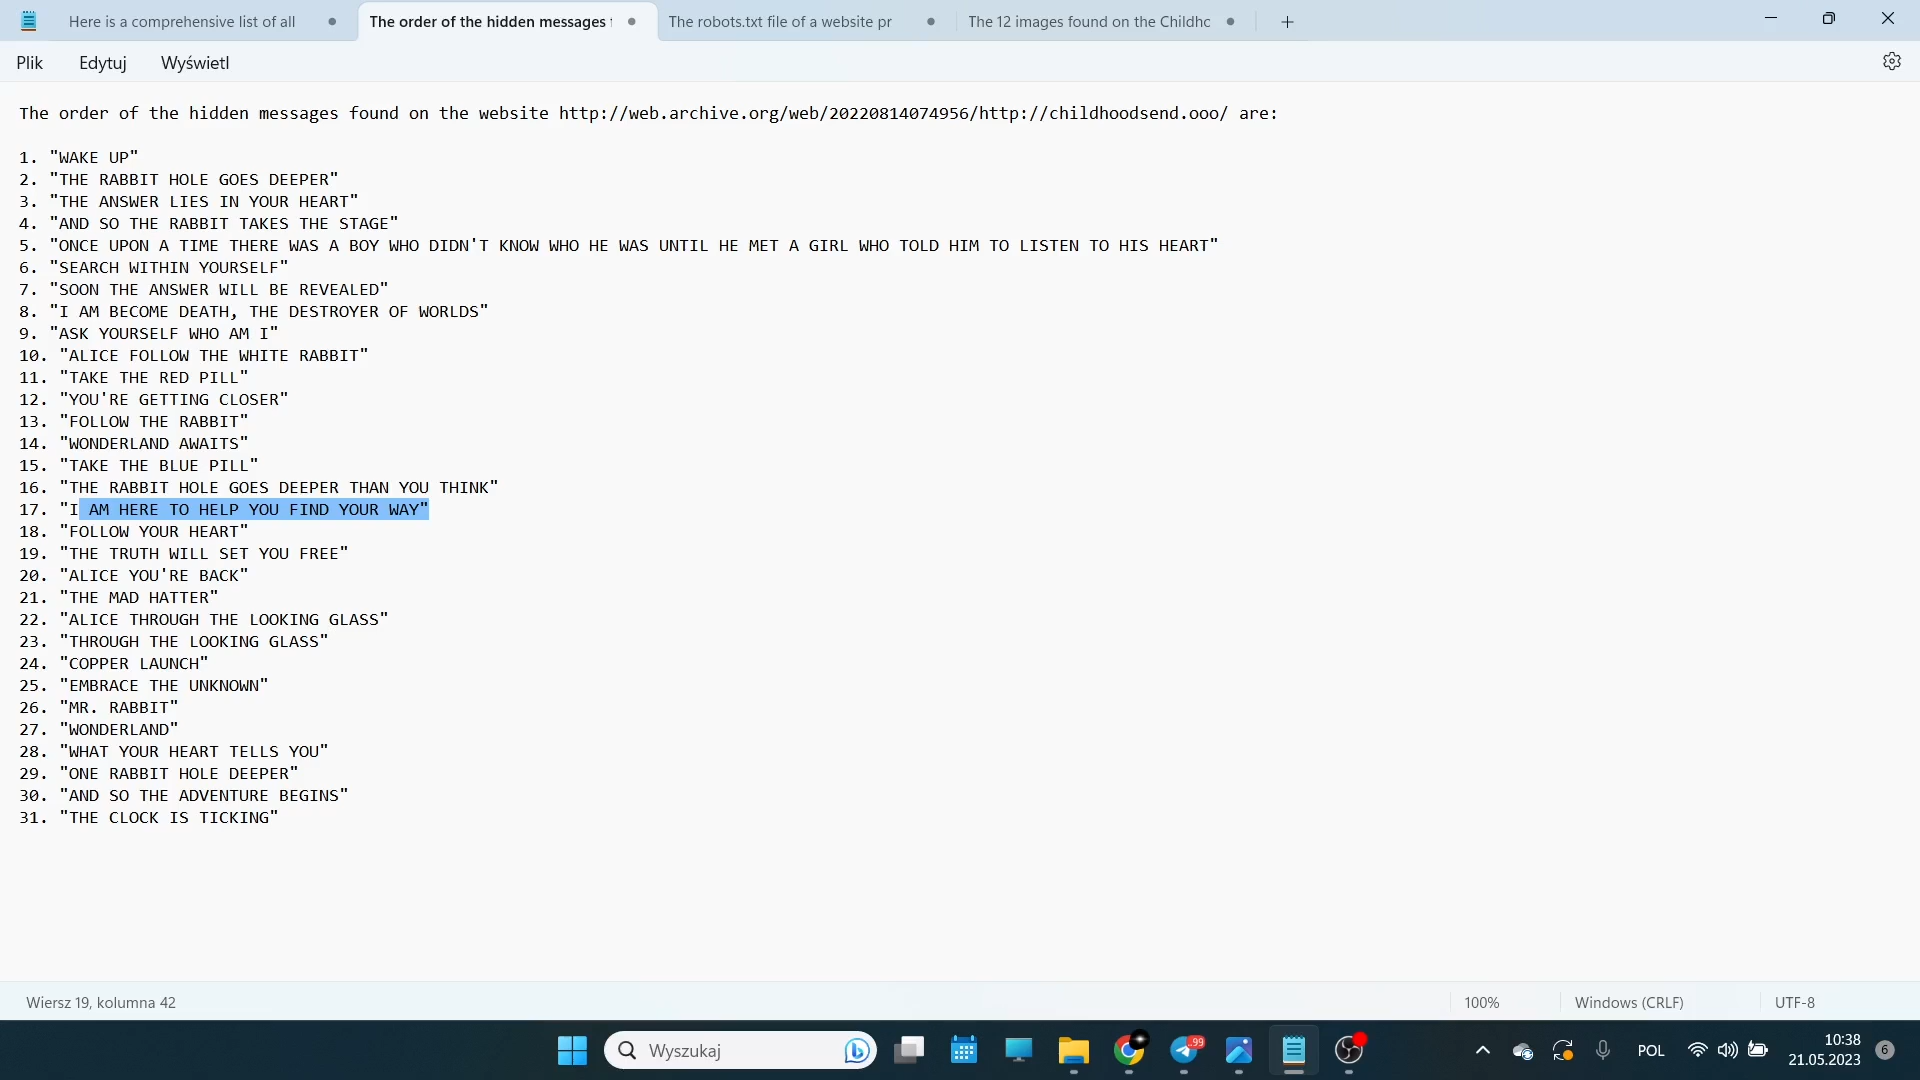 Here is a comprehensive list of all
The order of the hidden messages
The robots.txt file of a website pr
The 12 images found on the Childhc
Plik Edytuj Wyświetl
The order of the hidden messages found on the website http://web.archive.org/web/20220814074956/http://childhoodsend.ooo/ are:
1. "WAKE UP"
2. "THE RABBIT HOLE GOES DEEPER"
3. "THE ANSWER LIES IN YOUR HEART"
4. "AND SO THE RABBIT TAKES THE STAGE"
5. "ONCE UPON A TIME THERE WAS A BOY WHO DIDN'T KNOW WHO HE WAS UNTIL HE MET A GIRL WHO TOLD HIM TO LISTEN TO HIS HEART"
6. "SEARCH WITHIN YOURSELF"
7. "SOON THE ANSWER WILL BE REVEALED"
8. "I AM BECOME DEATH, THE DESTROYER OF WORLDS"
9. "ASK YOURSELF WHO AM I"
10. "ALICE FOLLOW THE WHITE RABBIT"
11. "TAKE THE RED PILL"
12. "YOU'RE GETTING CLOSER"
13. "FOLLOW THE RABBIT"
14. "WONDERLAND AWAITS"
15. "TAKE THE BLUE PILL"
16. "THE RABBIT HOLE GOES DEEPER THAN YOU THINK"
17. "I AM HERE TO HELP YOU FIND YOUR WAY"
18. "FOLLOW YOUR HEART"
19. "THE TRUTH WILL SET YOU FREE"
20. "ALICE YOU'RE BACK"
21. "THE MAD HATTER"
22. "ALICE THROUGH THE LOOKING GLASS"
23. "THROUGH THE LOOKING GLASS"
24. "COPPER LAUNCH"
25. "EMBRACE THE UNKNOWN"
26. "MR. RABBIT"
27. "WONDERLAND"
28. "WHAT YOUR HEART TELLS YOU"
29. "ONE RABBIT HOLE DEEPER"
30. "AND SO THE ADVENTURE BEGINS"
31. "THE CLOCK IS TICKING"
Wiersz 19, kolumna 42
100%
Windows (CRLF)
UTF-8
Wyszukaj
99
POL
10:38
21.05.2023
6